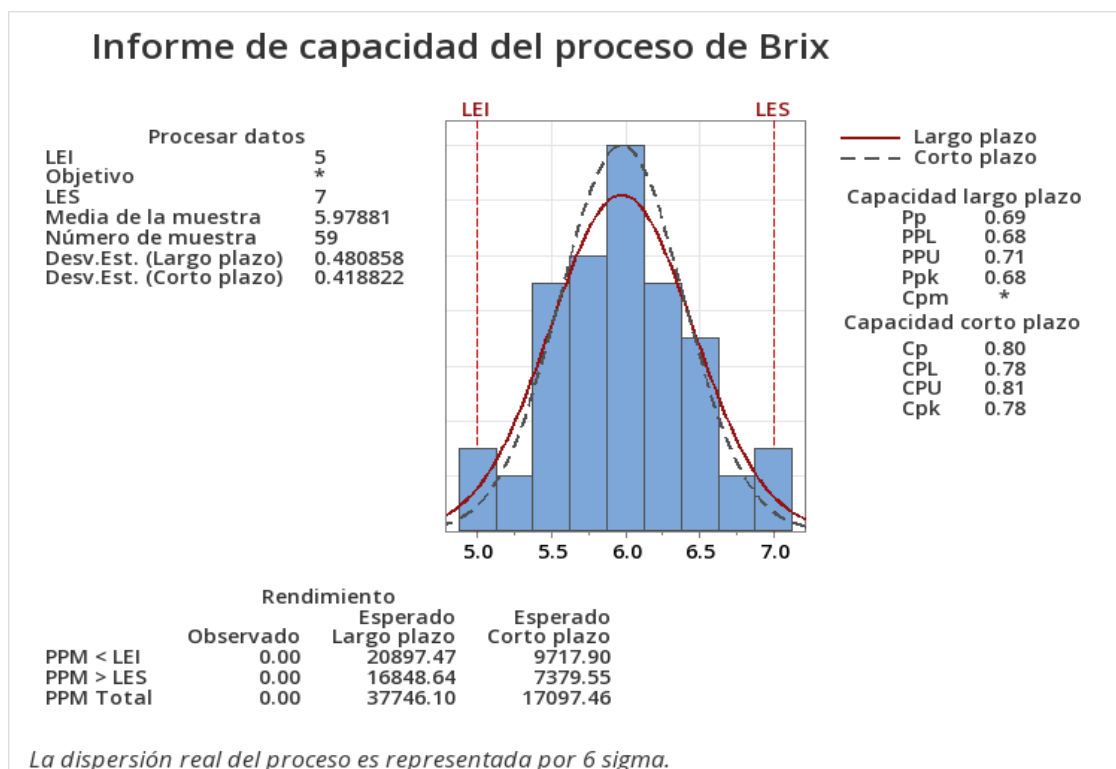 Informe de capacidad del proceso de Brix
LEI LES
Procesar datos
LEI 5
Objetivo *
LES 7
Media de la muestra 5.97881
Número de muestra 59
Desv.Est. (Largo plazo) 0.480858
Desv.Est. (Corto plazo) 0.418822
Largo plazo
Corto plazo
Capacidad largo plazo
Pp 0.69
PPL 0.68
PPU 0.71
Ppk 0.68
Cpm *
Capacidad corto plazo
Cp 0.80
CPL 0.78
CPU 0.81
Cpk 0.78
5.0 5.5 6.0 6.5 7.0
Rendimiento
Esperado Esperado
Observado Largo plazo Corto plazo
PPM < LEI 0.00 20897.47 9717.90
PPM > LES 0.00 16848.64 7379.55
PPM Total 0.00 37746.10 17097.46
La dispersión real del proceso es representada por 6 sigma.